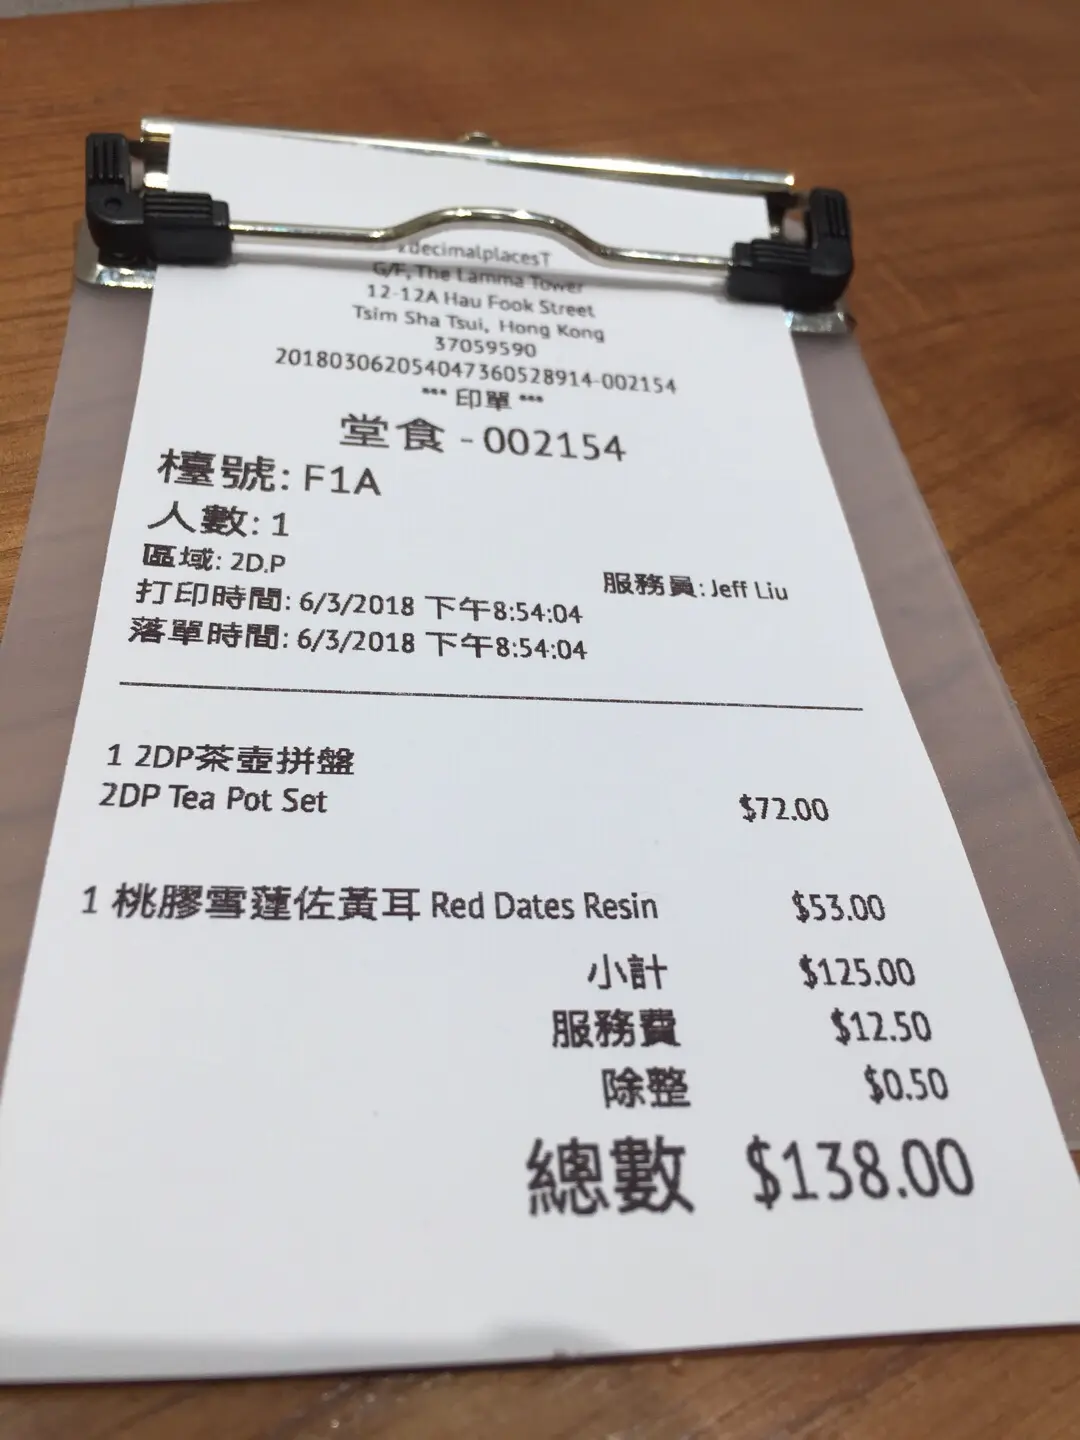 2decimalplacesT
G/F, The Lamma Tower
12-12A Hau Fook Street
Tsim Sha Tsui, Hong Kong
37059590
20180306205404736052​8914-002154
*** 印單 ***
堂食 - 002154
檯號: F1A
人數: 1
區域: 2D.P
服務員: Jeff Liu
打印時間: 6/3/2018 下午8:54:04
落單時間: 6/3/2018 下午8:54:04
1 2DP茶壺拼盤
2DP Tea Pot Set $72.00
1 桃膠雪蓮佐黃耳 Red Dates Resin $53.00
小計 $125.00
服務費 $12.50
除整 $0.50
總數 $138.00